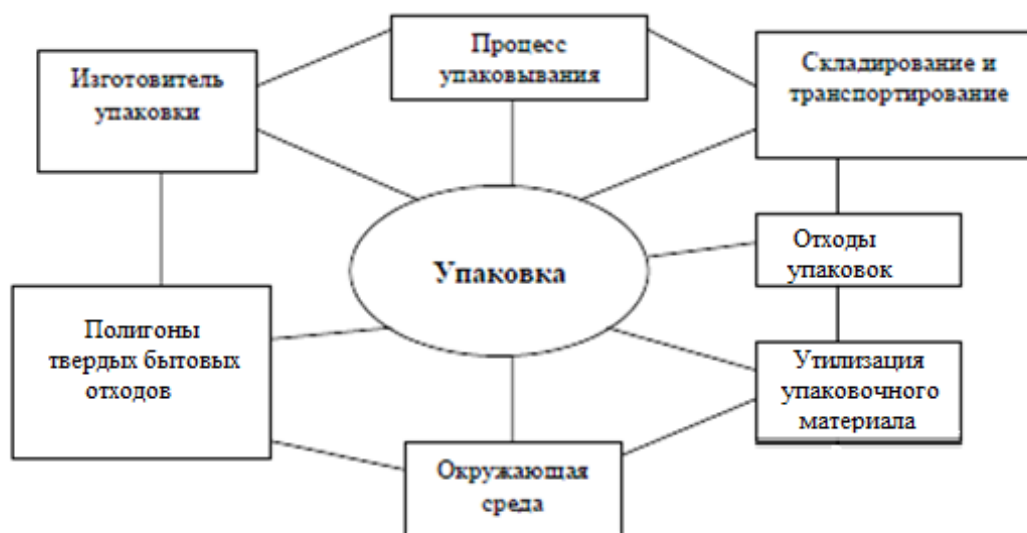 Процесс
упаковывания
Изготовитель
упаковки
Складирование и
транспортирование
Отходы
упаковок
Упаковка
Полигоны
твердых бытовых
отходов
Утилизация
упаковочного
материала
Окружающая
среда